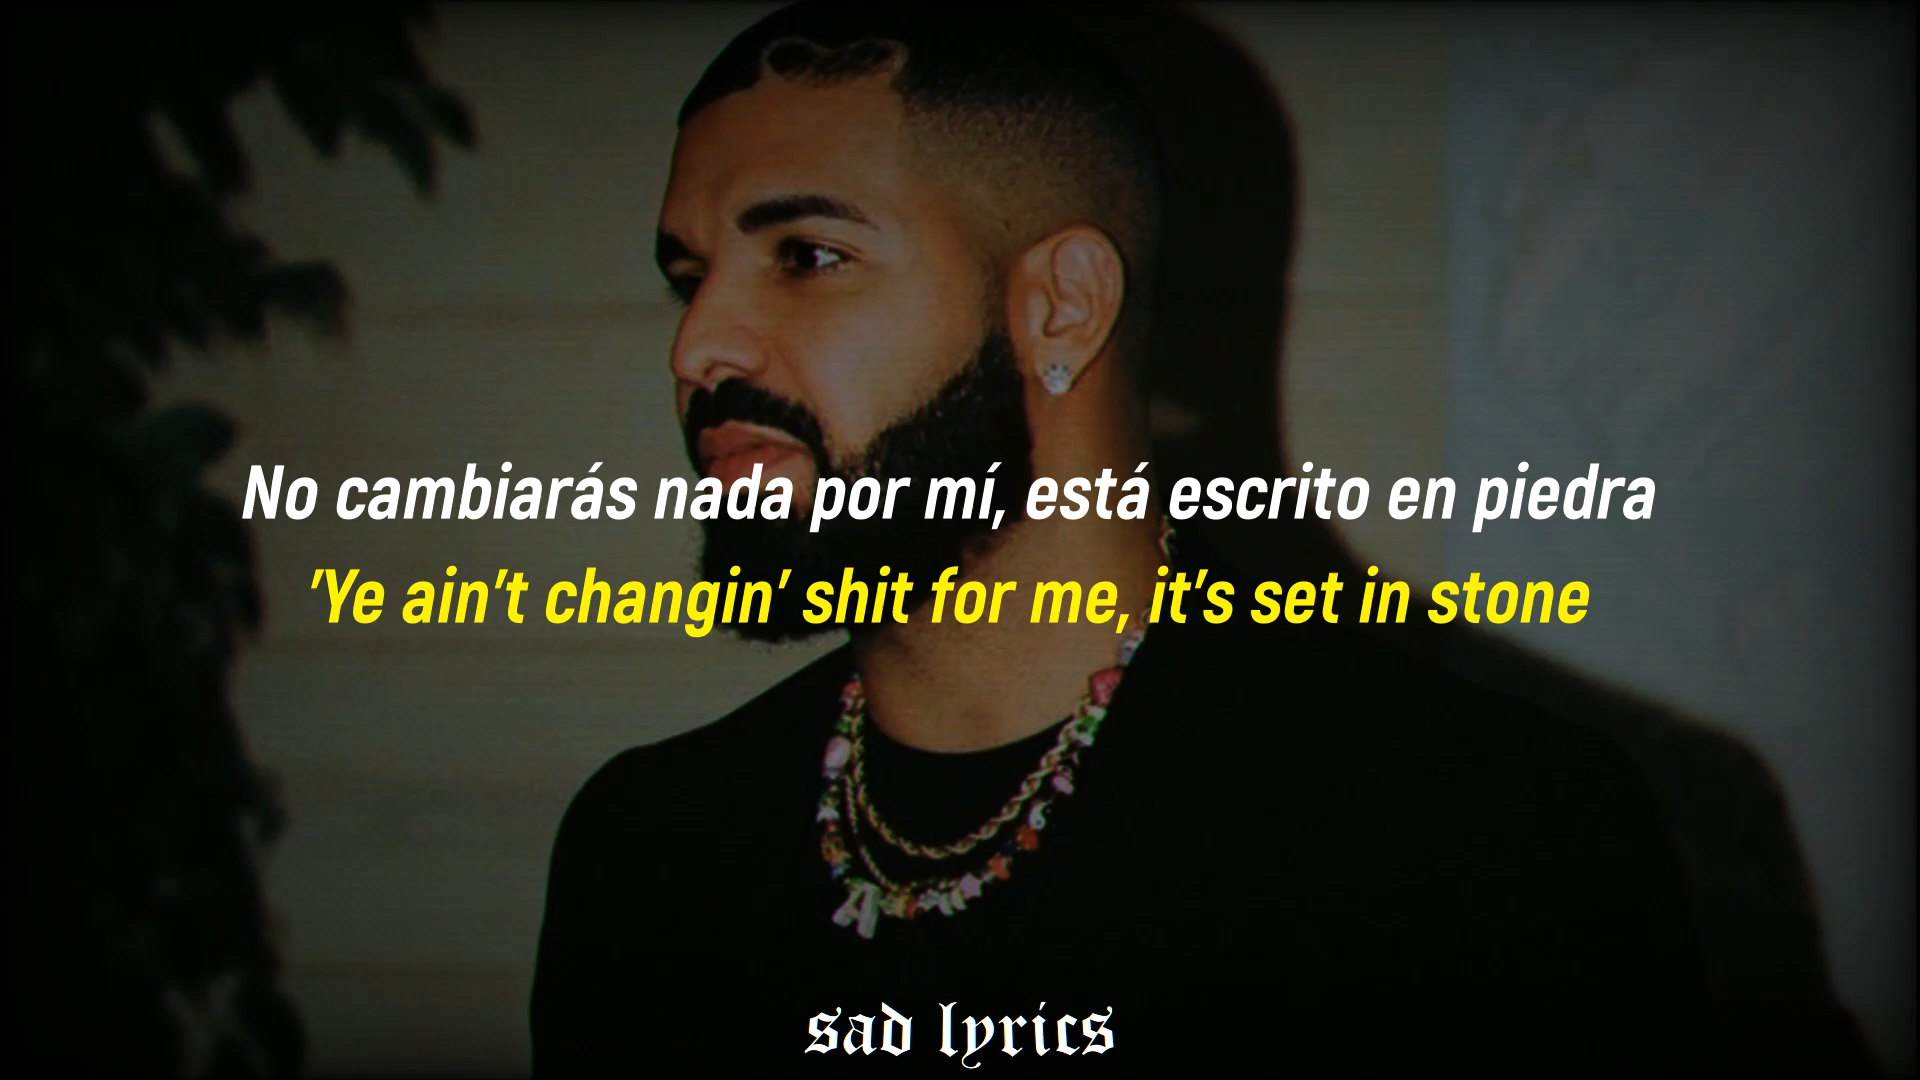 No cambiarás nada por mí, está escrito en piedra
'Ye ain't changin' shit for me, it's set in stone
sad lyrics